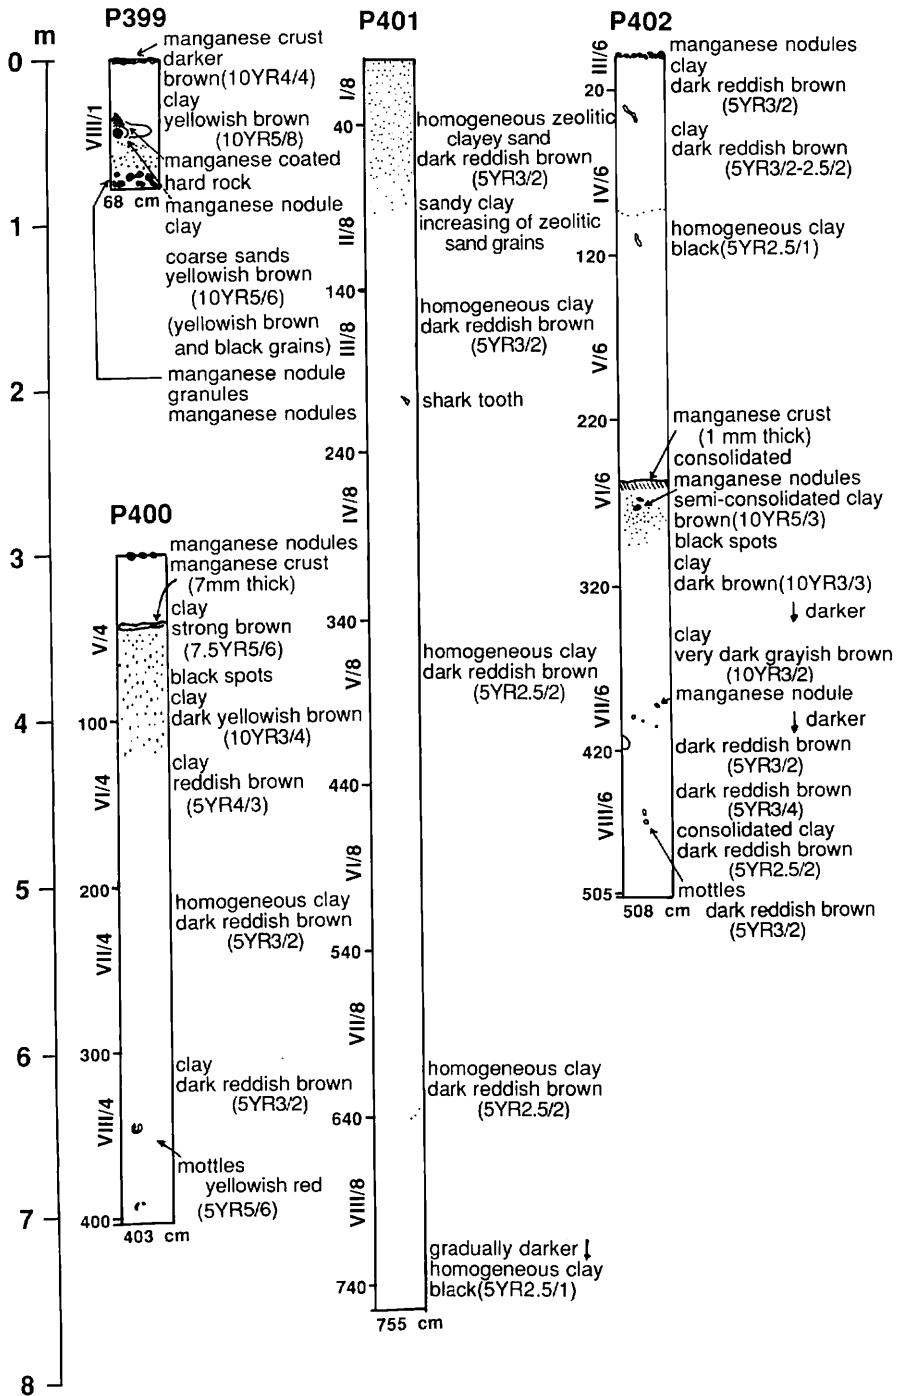 m
0
1
2
3
4
5
6
7
8
P399
VIII/1
68 cm
manganese crust
darker
brown(10YR4/4)
clay
yellowish brown
(10YR5/8)
manganese coated
hard rock
manganese nodule
clay
coarse sands
yellowish brown
(10YR5/6)
(yellowish brown
and black grains)
manganese nodule
granules
manganese nodules
P400
V/4
100
VI/4
200
VII/4
300
VIII/4
400
403 cm
manganese nodules
manganese crust
(7mm thick)
clay
strong brown
(7.5YR5/6)
black spots
clay
dark yellowish brown
(10YR3/4)
clay
reddish brown
(5YR4/3)
homogeneous clay
dark reddish brown
(5YR3/2)
clay
dark reddish brown
(5YR3/2)
mottles
yellowish red
(5YR5/6)
P401
I/8
40
II/8
140
III/8
240
IV/8
340
V/8
440
VI/8
540
VII/8
640
VIII/8
740
755 cm
homogeneous zeolitic
clayey sand
dark reddish brown
(5YR3/2)
sandy clay
increasing of zeolitic
sand grains
homogeneous clay
dark reddish brown
(5YR3/2)
shark tooth
homogeneous clay
dark reddish brown
(5YR2.5/2)
homogeneous clay
dark reddish brown
(5YR2.5/2)
gradually darker
homogeneous clay
black(5YR2.5/1)
P402
III/6
20
IV/6
120
V/6
220
VI/6
320
VII/6
420
VIII/6
505
508 cm
manganese nodules
clay
dark reddish brown
(5YR3/2)
clay
dark reddish brown
(5YR3/2-2.5/2)
homogeneous clay
black(5YR2.5/1)
manganese crust
(1 mm thick)
consolidated
manganese nodules
semi-consolidated clay
brown(10YR5/3)
black spots
clay
dark brown(10YR3/3)
darker
clay
very dark grayish brown
(10YR3/2)
manganese nodule
darker
dark reddish brown
(5YR3/2)
dark reddish brown
(5YR3/4)
consolidated clay
dark reddish brown
(5YR2.5/2)
mottles
dark reddish brown
(5YR3/2)